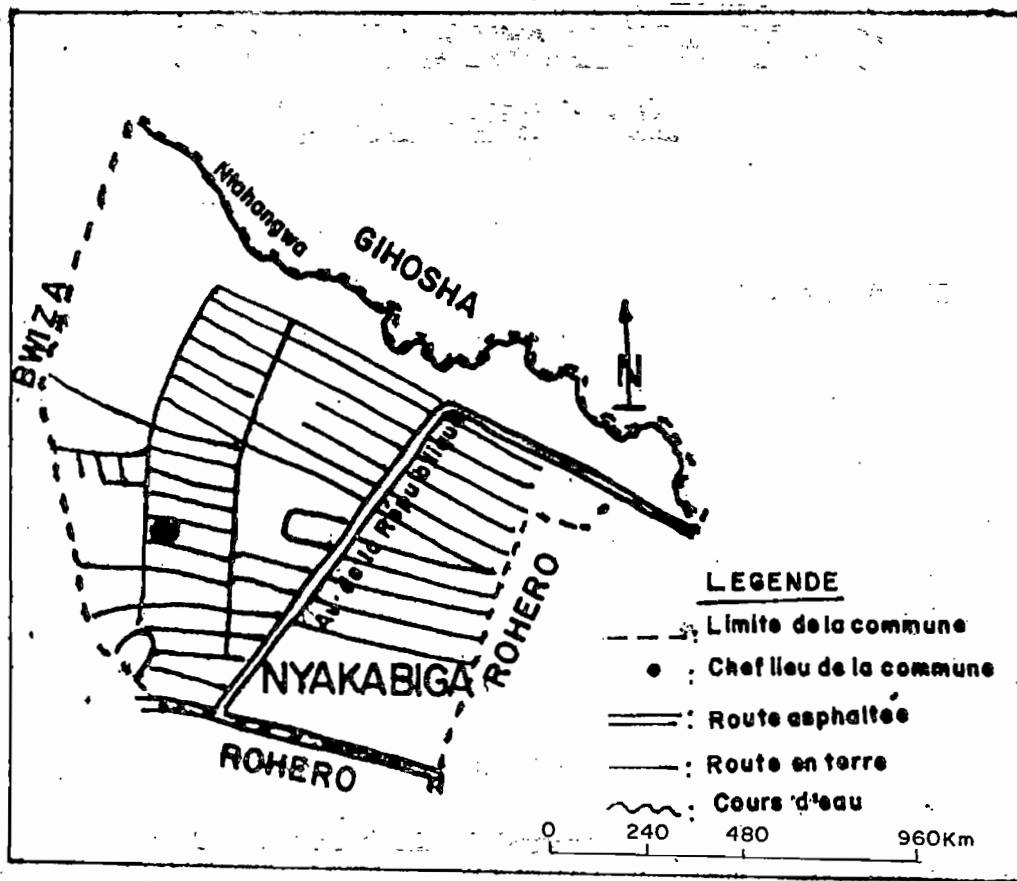 Ntahangwa
GIHOSHA
BWIZA
N
Av. de la République
ROHERO
NYAKABIGA
ROHERO
LEGENDE
Limite de la commune
Chef lieu de la commune
Route asphaltée
Route en terre
Cours d'eau
0 240 480 960Km